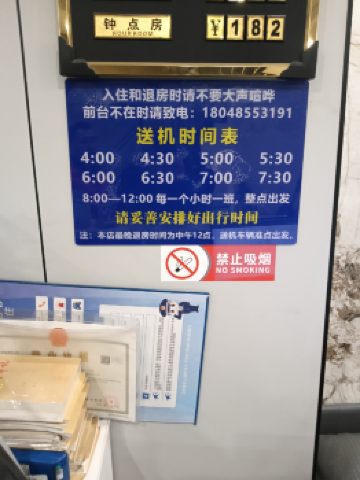 钟点房
HOUR ROOM
¥182
入住和退房时请不要大声喧哗
前台不在时请致电：18048553191
送机时间表
4:00 4:30 5:00 5:30
6:00 6:30 7:00 7:30
8:00—12:00 每一个小时一班，整点出发
请妥善安排好出行时间
注：本店最晚退房时间为中午12点，送机车辆准点出发。
禁止吸烟
NO SMOKING